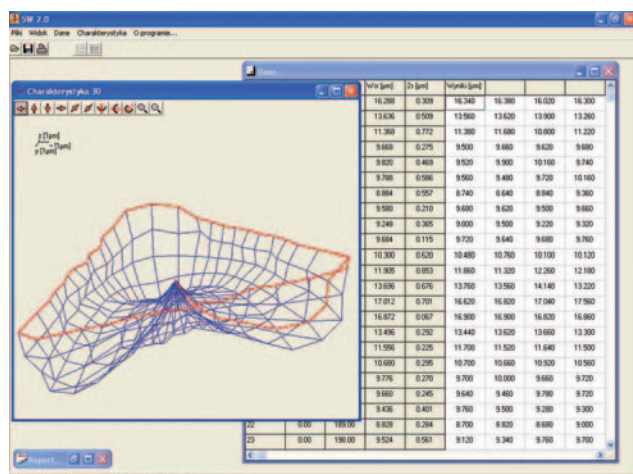 SW 2.0
Pliki Widok Dane Charakterystyka O programie...
Dane...
Charakterystyka 3D
z [1µm]
y [1µm]
Wsr [µm] Zs [µm] Wyniki [µm]
16.288 0.309 16.340 16.380 16.020 16.300
13.636 0.509 13.560 13.620 13.900 13.260
11.368 0.772 11.380 11.680 10.800 11.220
9.668 0.275 9.500 9.660 9.620 9.680
9.820 0.469 9.520 9.900 10.160 9.740
9.788 0.586 9.560 9.480 9.720 10.160
8.884 0.557 8.740 8.640 8.840 9.360
9.580 0.210 9.680 9.620 9.500 9.660
9.248 0.365 9.000 9.500 9.220 9.320
9.684 0.115 9.720 9.640 9.680 9.760
10.300 0.620 10.480 10.760 10.100 10.120
11.905 0.853 11.860 11.320 12.260 12.180
13.696 0.676 13.760 13.560 14.140 13.220
17.012 0.701 16.620 16.820 17.040 17.560
16.872 0.067 16.900 16.900 16.820 16.860
13.496 0.292 13.440 13.620 13.660 13.300
11.556 0.225 11.700 11.520 11.640 11.500
10.680 0.295 10.700 10.660 10.920 10.560
9.776 0.270 9.700 10.000 9.660 9.720
9.660 0.245 9.640 9.460 9.780 9.720
9.436 0.401 9.760 9.500 9.280 9.300
22 0.00 189.00 8.828 0.284 8.700 8.820 8.680 9.000
23 0.00 198.00 9.524 0.561 9.120 9.340 9.760 9.700
Raport...